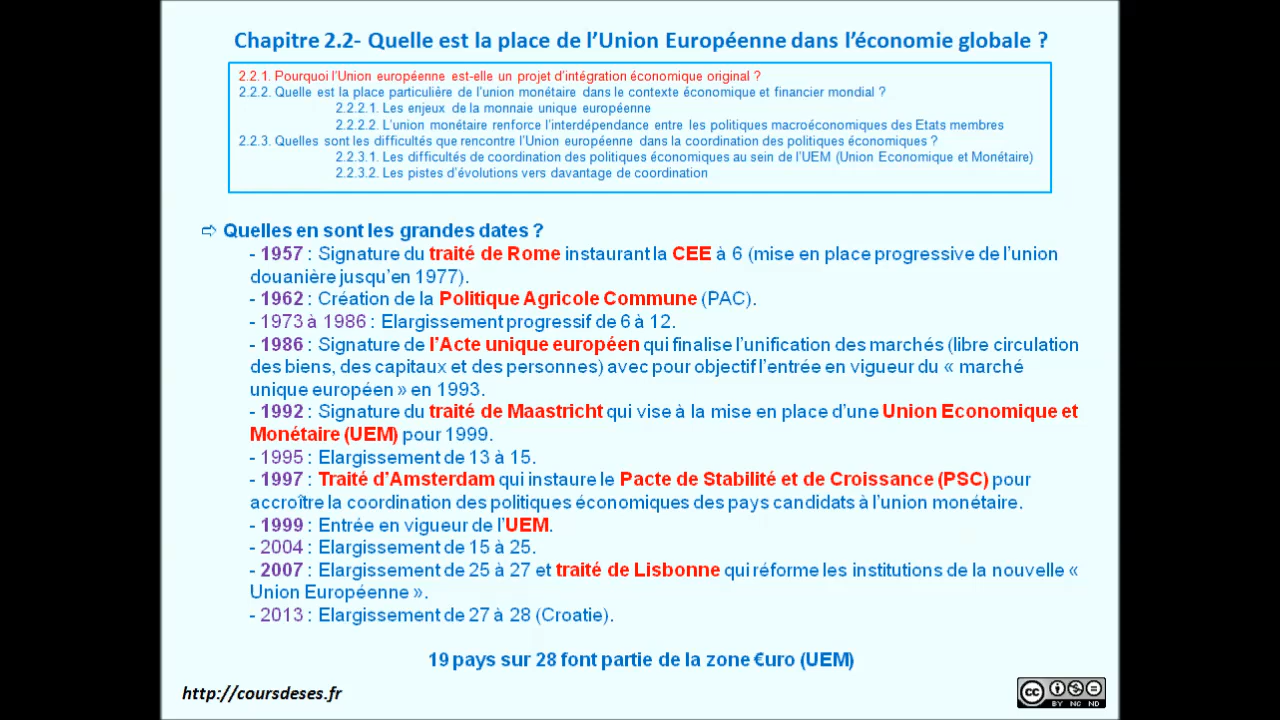 Chapitre 2.2- Quelle est la place de l’Union Européenne dans l’économie globale ?
2.2.1. Pourquoi l’Union européenne est-elle un projet d’intégration économique original ?
2.2.2. Quelle est la place particulière de l’union monétaire dans le contexte économique et financier mondial ?
2.2.2.1. Les enjeux de la monnaie unique européenne
2.2.2.2. L’union monétaire renforce l’interdépendance entre les politiques macroéconomiques des Etats membres
2.2.3. Quelles sont les difficultés que rencontre l’Union européenne dans la coordination des politiques économiques ?
2.2.3.1. Les difficultés de coordination des politiques économiques au sein de l’UEM (Union Economique et Monétaire)
2.2.3.2. Les pistes d’évolutions vers davantage de coordination
⇨ Quelles en sont les grandes dates ?
- 1957 : Signature du traité de Rome instaurant la CEE à 6 (mise en place progressive de l’union
douanière jusqu’en 1977).
- 1962 : Création de la Politique Agricole Commune (PAC).
- 1973 à 1986 : Elargissement progressif de 6 à 12.
- 1986 : Signature de l’Acte unique européen qui finalise l’unification des marchés (libre circulation
des biens, des capitaux et des personnes) avec pour objectif l’entrée en vigueur du « marché
unique européen » en 1993.
- 1992 : Signature du traité de Maastricht qui vise à la mise en place d’une Union Economique et
Monétaire (UEM) pour 1999.
- 1995 : Elargissement de 13 à 15.
- 1997 : Traité d’Amsterdam qui instaure le Pacte de Stabilité et de Croissance (PSC) pour
accroître la coordination des politiques économiques des pays candidats à l’union monétaire.
- 1999 : Entrée en vigueur de l’UEM.
- 2004 : Elargissement de 15 à 25.
- 2007 : Elargissement de 25 à 27 et traité de Lisbonne qui réforme les institutions de la nouvelle «
Union Européenne ».
- 2013 : Elargissement de 27 à 28 (Croatie).
19 pays sur 28 font partie de la zone €uro (UEM)
http://coursdeses.fr
cc BY NC ND